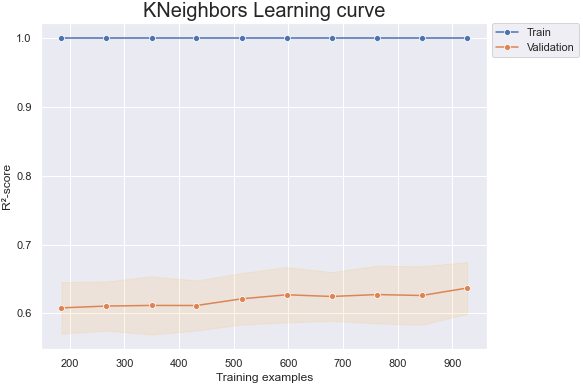 KNeighbors Learning curve
Train
Validation
R²-score
1.0
0.9
0.8
0.7
0.6
200 300 400 500 600 700 800 900
Training examples